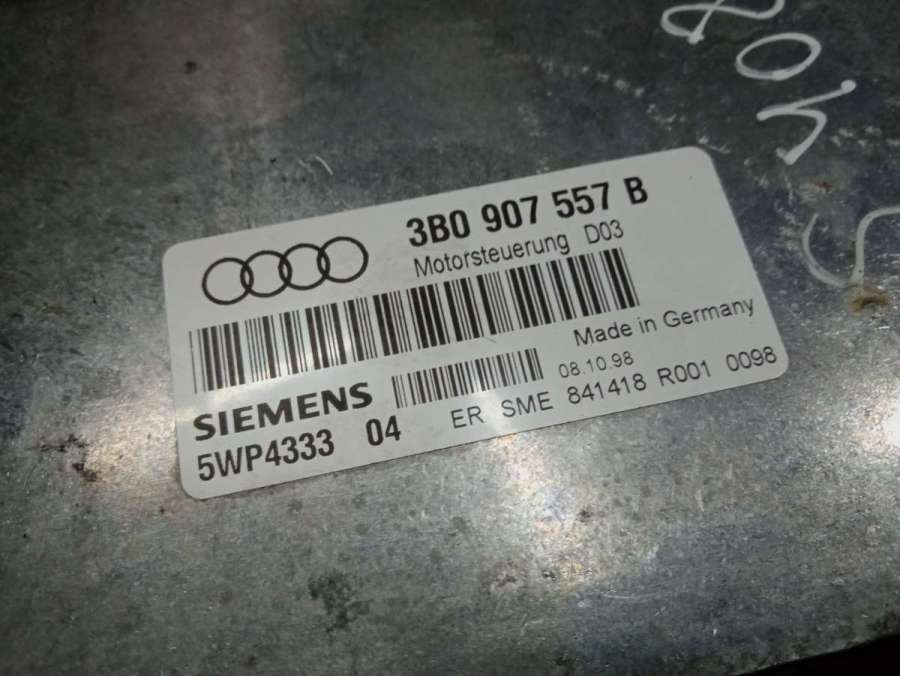 3B0 907 557 B
Motorsteuerung D03
Made in Germany
SIEMENS
08.10.98
5WP4333 04
ER SME 841418 R001 0098